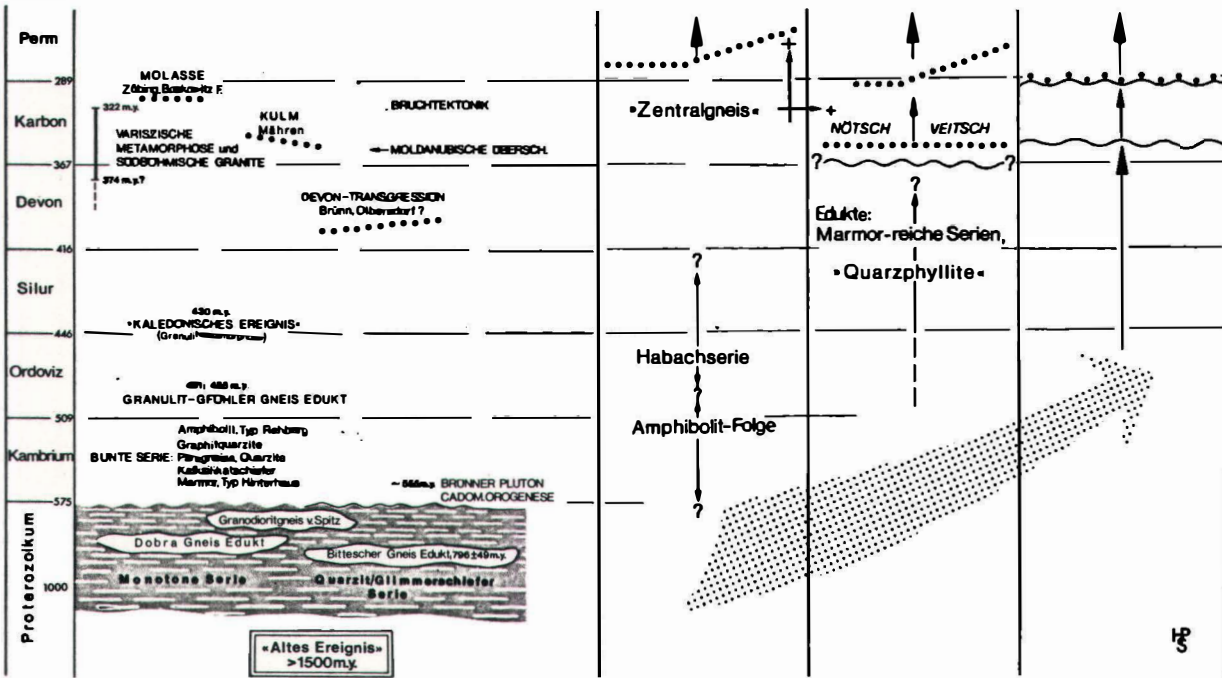 Perm
289
Karbon
367
Devon
416
Silur
446
Ordoviz
509
Kambrium
575
Proterozoikum
1000
MOLASSE
Zöbing, Boskowitz F.
322 m.y.
KULM
Mähren
BRUCHTEKTONIK
VARISZISCHE
METAMORPHOSE und
SÜDBÖHMISCHE GRANITE
MOLDANUBISCHE ÜBERSCH.
374 m.y.?
DEVON-TRANSGRESSION
Brünn, Olbersdorf ?
430 m.y.
"KALEDONISCHES EREIGNIS"
m.y.
GRANULIT-GFÖHLER GNEIS EDUKT
Amphibolit, Typ Rehberg
Graphitquarzite
BUNTE SERIE: Paragneise, Quarzite
Kalksilikatschiefer
Marmor, Typ Hinterhaus
m.y. BRÜNNER PLUTON
CADOM. OROGENESE
Granodioritgneis v. Spitz
Dobra Gneis Edukt
Bittescher Gneis Edukt, 796±49m.y.
Monotone Serie
Quarzit/Glimmerschiefer
Serie
«Altes Ereignis»
>1500m.y.
+
+
"Zentralgneis"
?
Habachserie
?
Amphibolit-Folge
?
NÖTSCH VEITSCH
? ?
?
Edukte:
Marmor-reiche Serien,
"Quarzphyllite"